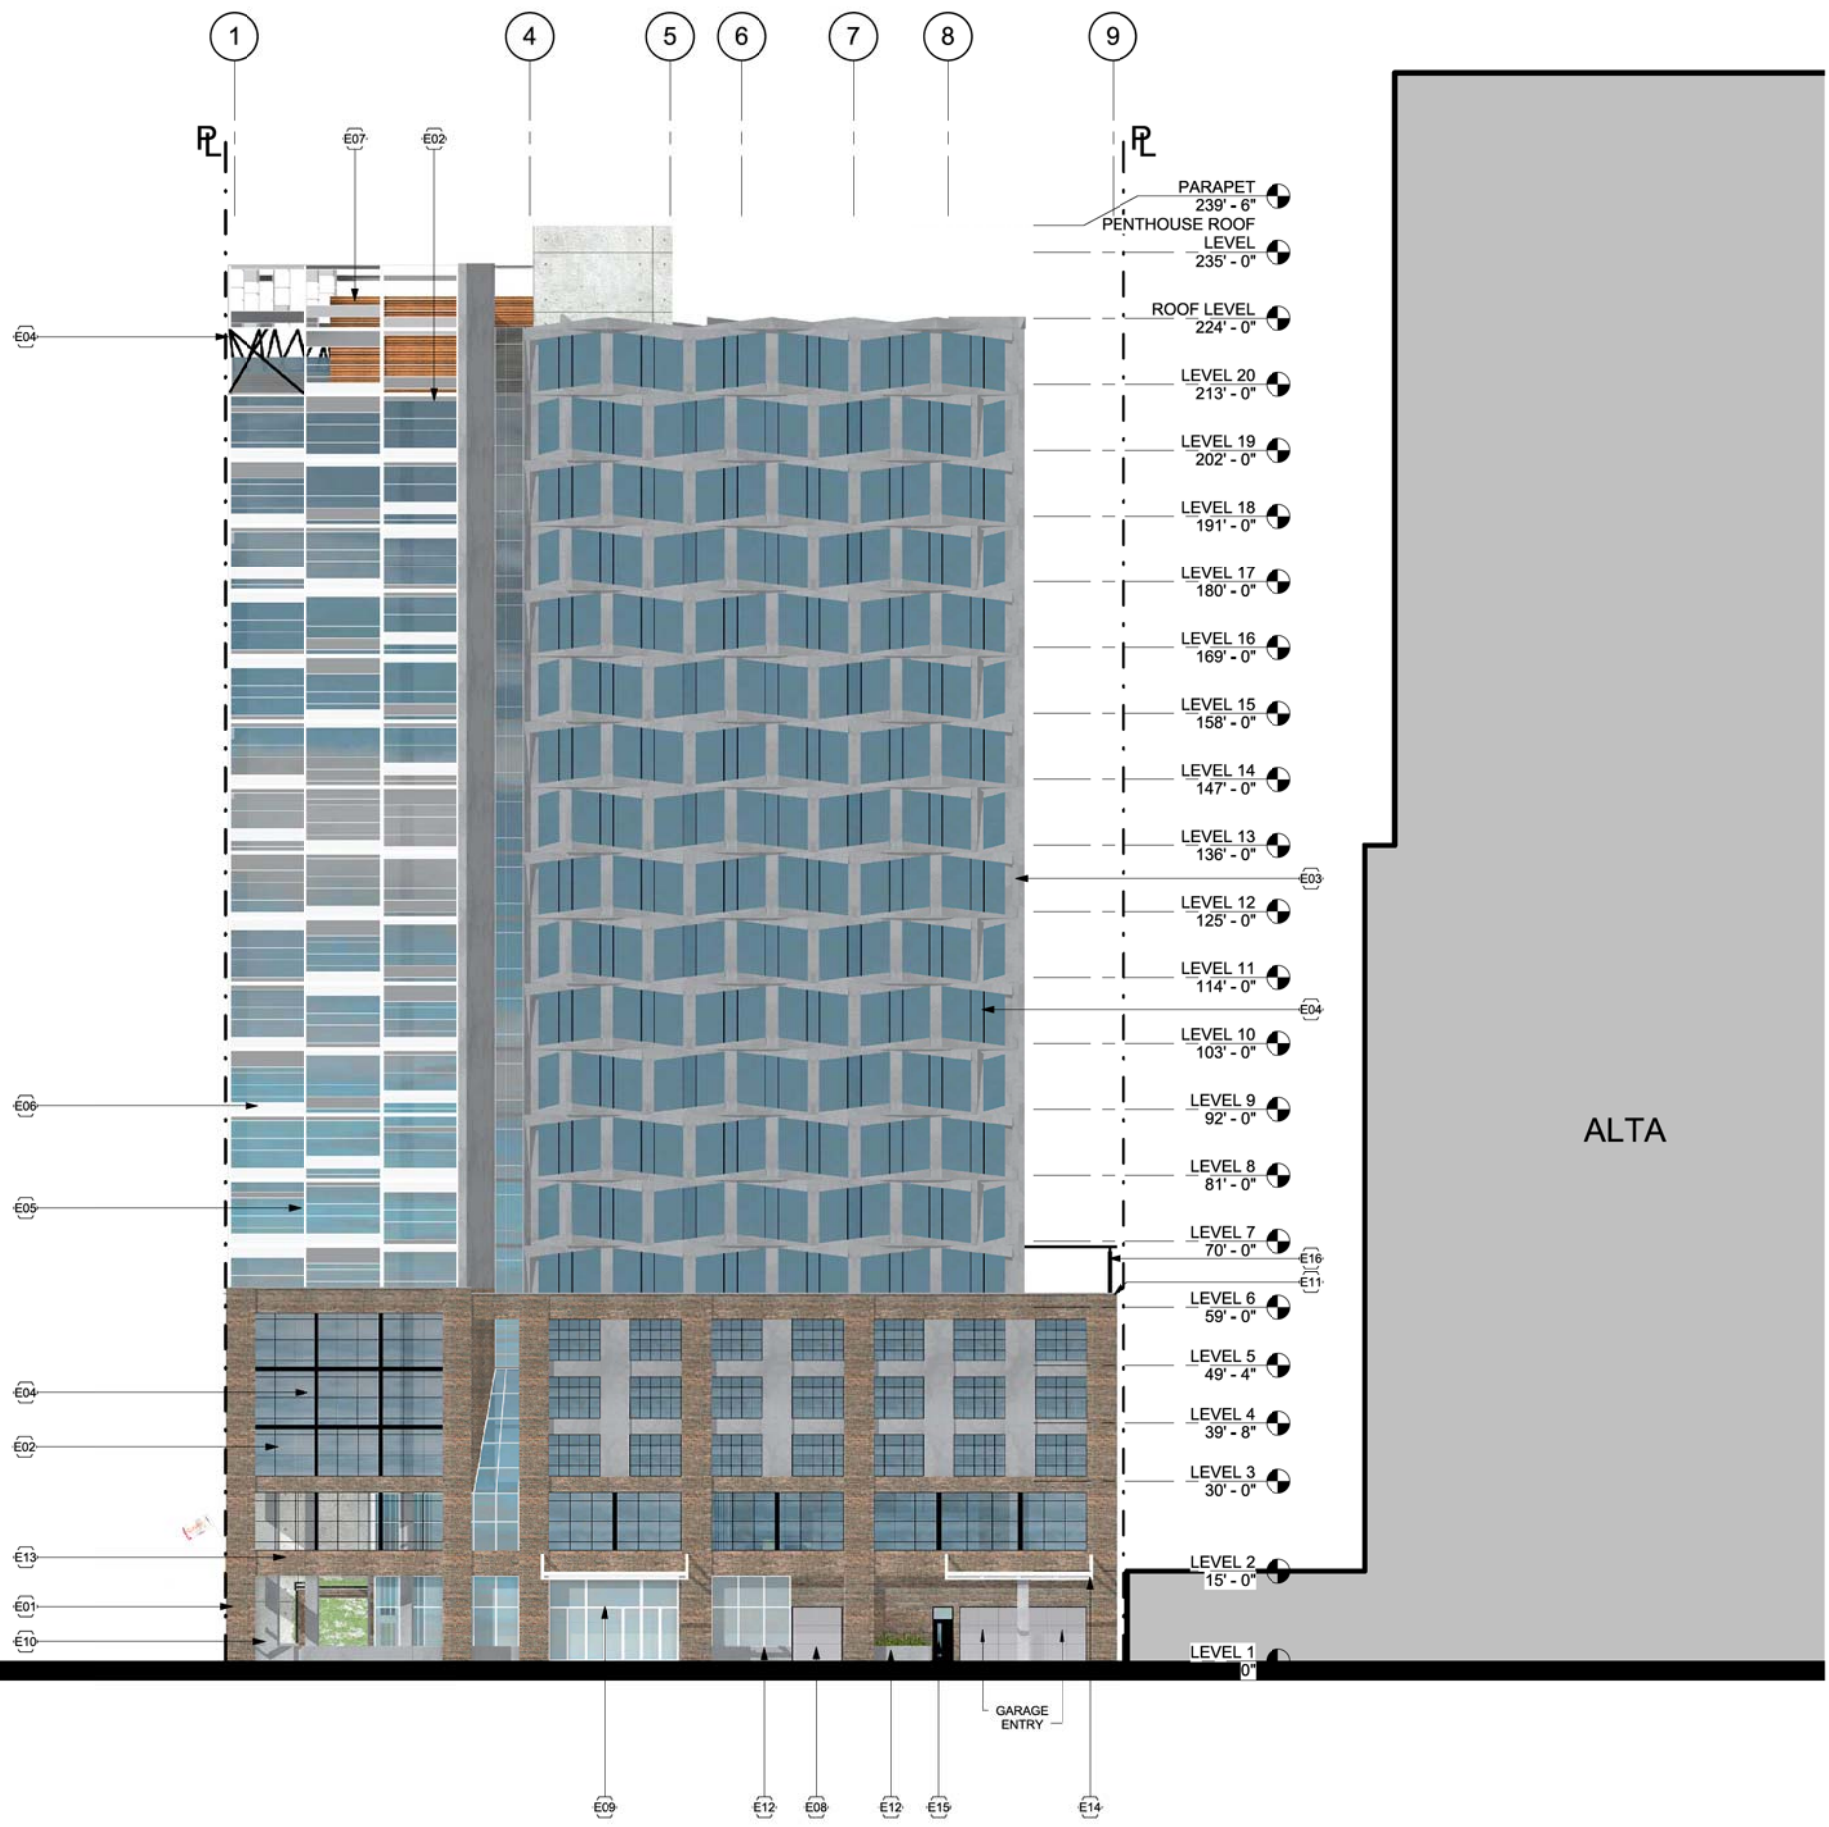 1 4 5 6 7 8 9
PL PL
E07 E02
PARAPET
239' - 6"
PENTHOUSE ROOF
LEVEL
235' - 0"
ROOF LEVEL
224' - 0"
E04
LEVEL 20
213' - 0"
LEVEL 19
202' - 0"
LEVEL 18
191' - 0"
LEVEL 17
180' - 0"
LEVEL 16
169' - 0"
LEVEL 15
158' - 0"
LEVEL 14
147' - 0"
LEVEL 13
136' - 0"
E03
LEVEL 12
125' - 0"
LEVEL 11
114' - 0"
E04
LEVEL 10
103' - 0"
E06
LEVEL 9
92' - 0"
ALTA
LEVEL 8
81' - 0"
E05
LEVEL 7
70' - 0"
E16
E11
LEVEL 6
59' - 0"
LEVEL 5
49' - 4"
E04
LEVEL 4
39' - 8"
E02
LEVEL 3
30' - 0"
E13
LEVEL 2
15' - 0"
E01
E10
LEVEL 1
0"
GARAGE
ENTRY
E09 E12 E08 E12 E15 E14